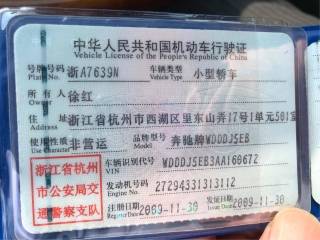 中华人民共和国机动车行驶证
Vehicle License of the People's Republic of China
号牌号码 浙A7639N 车辆类型 小型轿车
Plate No. Vehicle Type
所有人 徐红
Owner
住址 浙江省杭州市西湖区里东山弄17号1单元501室
Address
使用性质 非营运 品牌型号 奔驰牌WDDDJ5EB
Use Character Model
浙江省杭州
市公安局交
通警察支队
车辆识别代号 WDDDJ5EB3AA160672
VIN
发动机号码 27294331313112
Engine No.
注册日期 2009-11-30 发证日期 2009-11-30
Register Date Issue Date